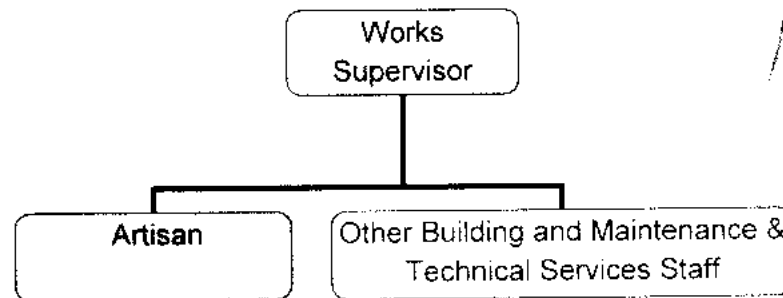 Works
Supervisor
Artisan
Other Building and Maintenance &
Technical Services Staff